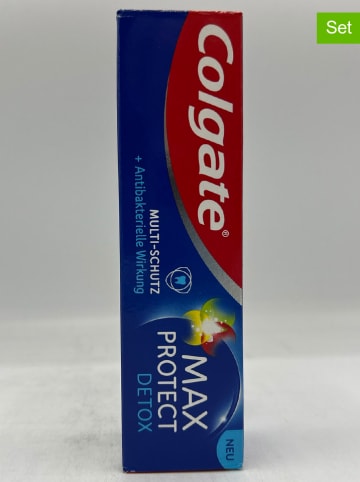 Set
Colgate®
MULTI-SCHUTZ
+ Antibakterielle Wirkung
MAX
PROTECT
DETOX
NEU